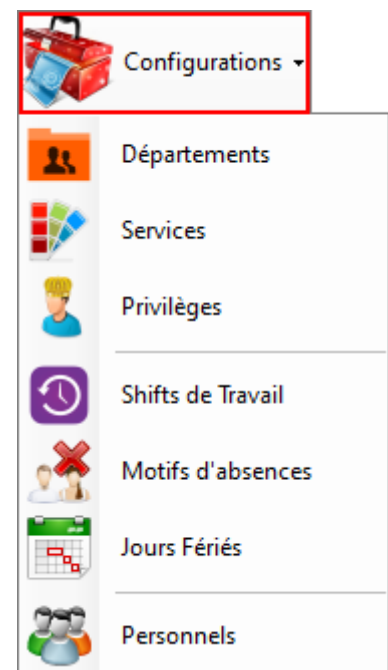 Configurations
Départements
Services
Privilèges
Shifts de Travail
Motifs d'absences
Jours Fériés
Personnels